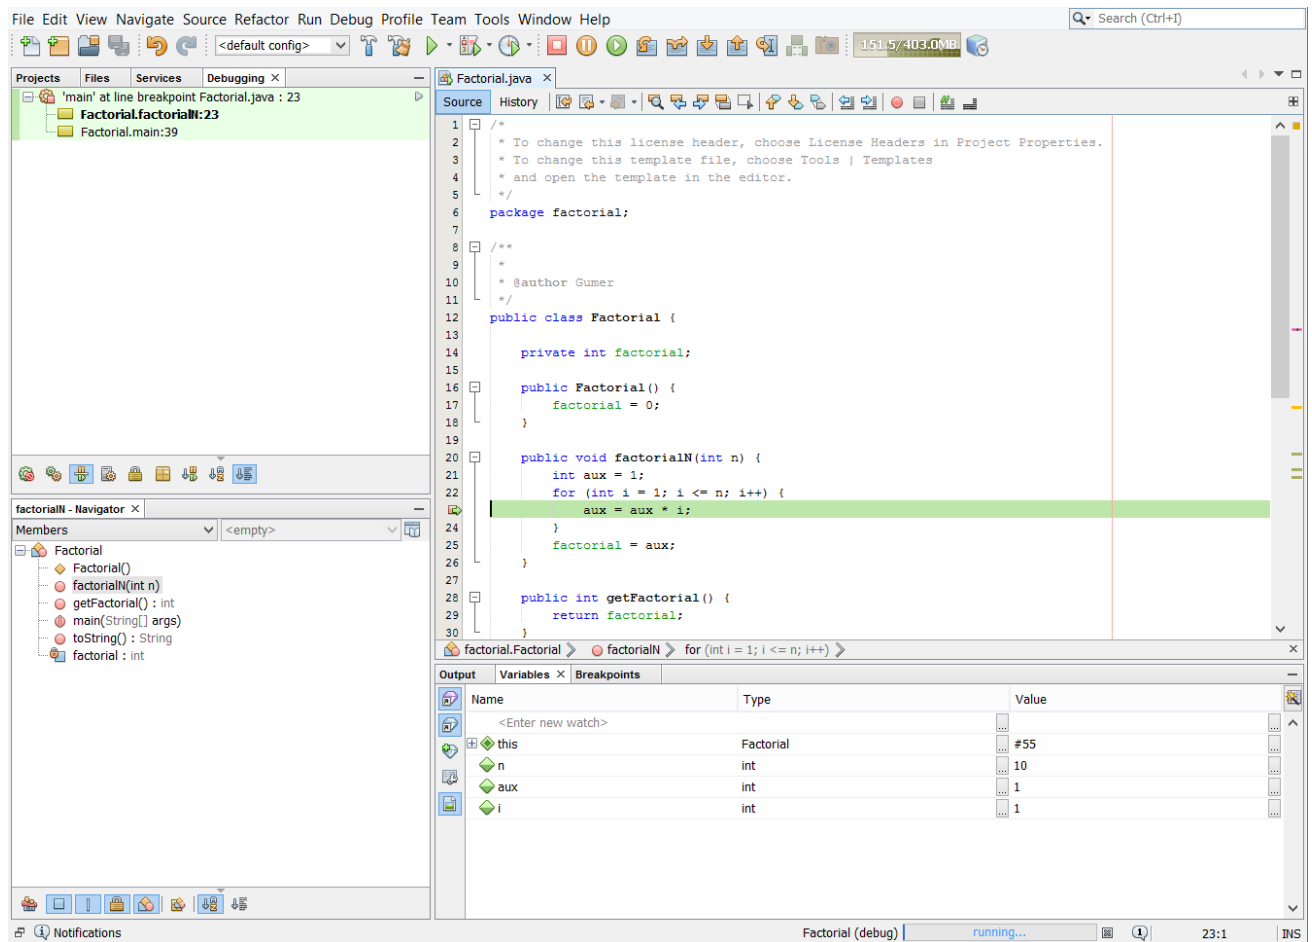 File Edit View Navigate Source Refactor Run Debug Profile Team Tools Window Help
Search (Ctrl+I)
<default config>
151.5/403.0MB
Projects Files Services Debugging
'main' at line breakpoint Factorial.java : 23
Factorial.factorialN:23
Factorial.main:39
factorialN - Navigator
Members
<empty>
Factorial
Factorial()
factorialN(int n)
getFactorial() : int
main(String[] args)
toString() : String
factorial : int
Factorial.java
Source History
1 /*
2 * To change this license header, choose License Headers in Project Properties.
3 * To change this template file, choose Tools | Templates
4 * and open the template in the editor.
5 */
6 package factorial;
7
8 /**
9 *
10 * @author Gumer
11 */
12 public class Factorial {
13
14 private int factorial;
15
16 public Factorial() {
17 factorial = 0;
18 }
19
20 public void factorialN(int n) {
21 int aux = 1;
22 for (int i = 1; i <= n; i++) {
aux = aux * i;
24 }
25 factorial = aux;
26 }
27
28 public int getFactorial() {
29 return factorial;
30 }
factorial.Factorial factorialN for (int i = 1; i <= n; i++)
Output Variables Breakpoints
Name Type Value
<Enter new watch>
this Factorial #55
n int 10
aux int 1
i int 1
Notifications
Factorial (debug) running... 1 23:1 INS